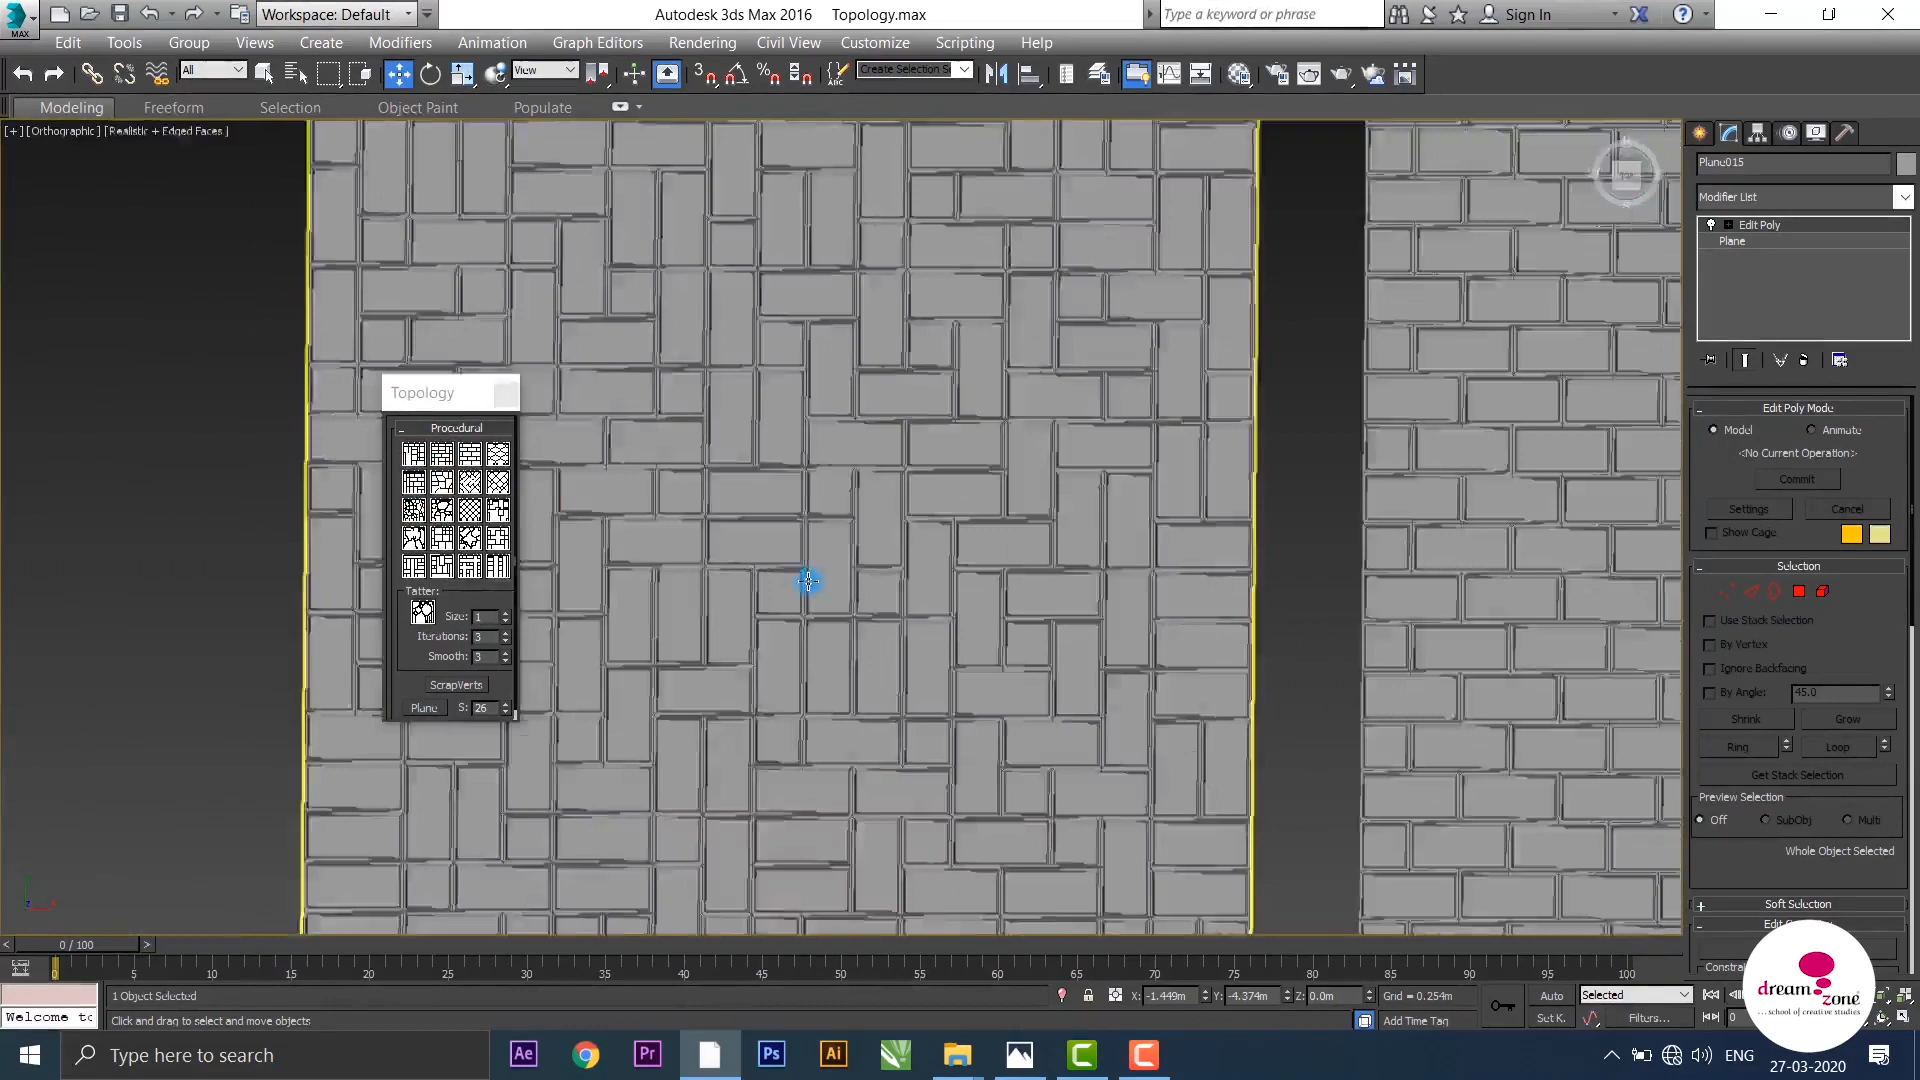 Workspace: Default
Autodesk 3ds Max 2016 Topology.max
Type a keyword or phrase
Sign In
MAX
Edit Tools Group Views Create Modifiers Animation Graph Editors Rendering Civil View Customize Scripting Help
All
View
Create Selection Se
Modeling Freeform Selection Object Paint Populate
[+] [Orthographic] [Realistic + Edged Faces]
Plane015
Modifier List
Edit Poly
Plane
Topology
Procedural
Tatter:
Size: 1
Iterations: 3
Smooth: 3
ScrapVerts
Plane S: 26
Edit Poly Mode
Model Animate
<No Current Operation>
Commit
Settings Cancel
Show Cage
Selection
Use Stack Selection
By Vertex
Ignore Backfacing
By Angle: 45.0
Shrink Grow
Ring Loop
Get Stack Selection
Preview Selection
Off SubObj Multi
Whole Object Selected
Soft Selection
Constra
0 / 100
0 5 10 15 20 25 30 35 40 45 50 55 60 65 70 75 80 85 90 95 100
1 Object Selected
X: -1.449m Y: -4.374m Z: 0.0m Grid = 0.254m
Auto Selected
Welcome to
Click and drag to select and move objects
Add Time Tag
Set K. Filters... 0
dream zone
...school of creative studies
Type here to search
Ae Pr Ps Ai
ENG
27-03-2020